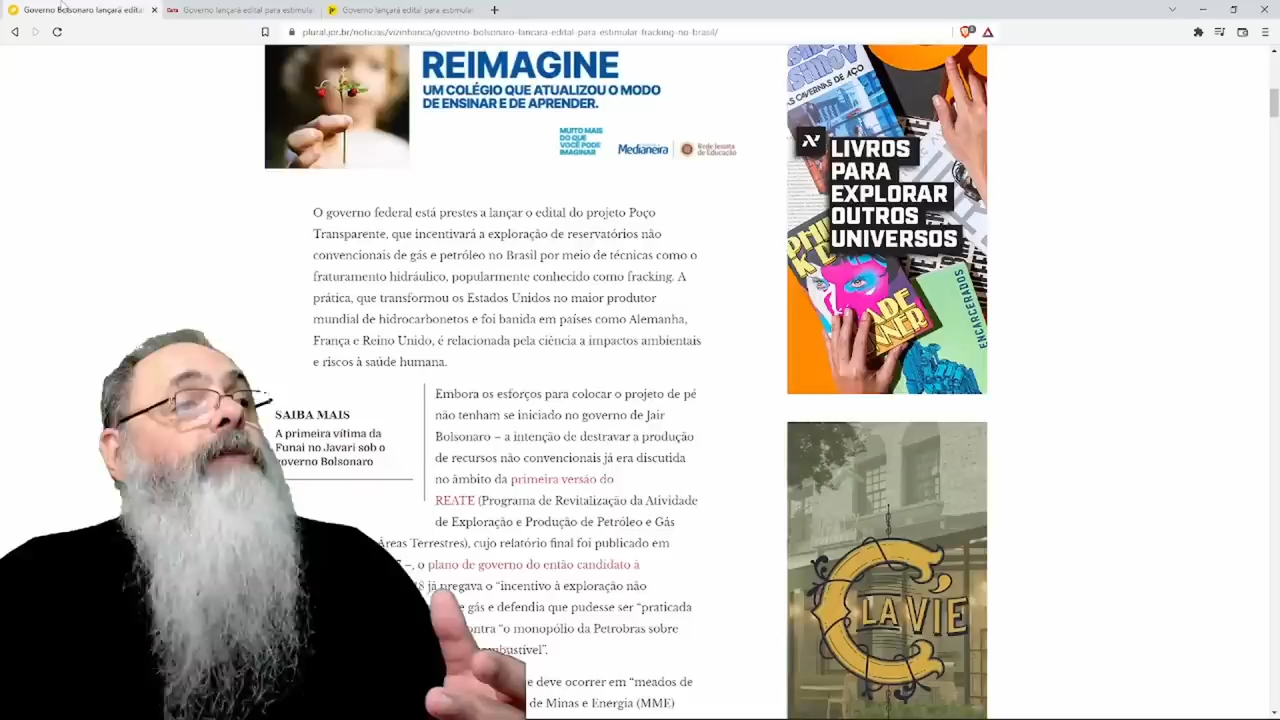 Governo Bolsonaro lançará edital
Governo lançará edital para estimular
Governo lançará edital para estimular
plural.jor.br/noticias/vizinhanca/governo-bolsonaro-lancara-edital-para-estimular-fracking-no-brasil/
REIMAGINE
UM COLÉGIO QUE ATUALIZOU O MODO
DE ENSINAR E DE APRENDER.
MUITO MAIS
DO QUE
VOCÊ PODE
IMAGINAR
Medianeira
Rede Jesuíta
de Educação
O governo federal está prestes a lançar o edital do projeto Poço
Transparente, que incentivará a exploração de reservatórios não
convencionais de gás e petróleo no Brasil por meio de técnicas como o
fraturamento hidráulico, popularmente conhecido como fracking. A
prática, que transformou os Estados Unidos no maior produtor
mundial de hidrocarbonetos e foi banida em países como Alemanha,
França e Reino Unido, é relacionada pela ciência a impactos ambientais
e riscos à saúde humana.
SAIBA MAIS
A primeira vítima da
Funai no Javari sob o
governo Bolsonaro
Embora os esforços para colocar o projeto de pé
não tenham se iniciado no governo de Jair
Bolsonaro – a intenção de destravar a produção
de recursos não convencionais já era discutida
no âmbito da primeira versão do
REATE (Programa de Revitalização da Atividade
de Exploração e Produção de Petróleo e Gás
Áreas Terrestres), cujo relatório final foi publicado em
–, o plano de governo do então candidato à
8 já pregava o “incentivo à exploração não
gás e defendia que pudesse ser “praticada
ontra “o monopólio da Petrobras sobre
mbustível”.
e deve ocorrer em “meados de
de Minas e Energia (MME)
AS CAVERNAS DE AÇO
LIVROS
PARA
EXPLORAR
OUTROS
UNIVERSOS
ENCARCERADOS
C'LAVIE